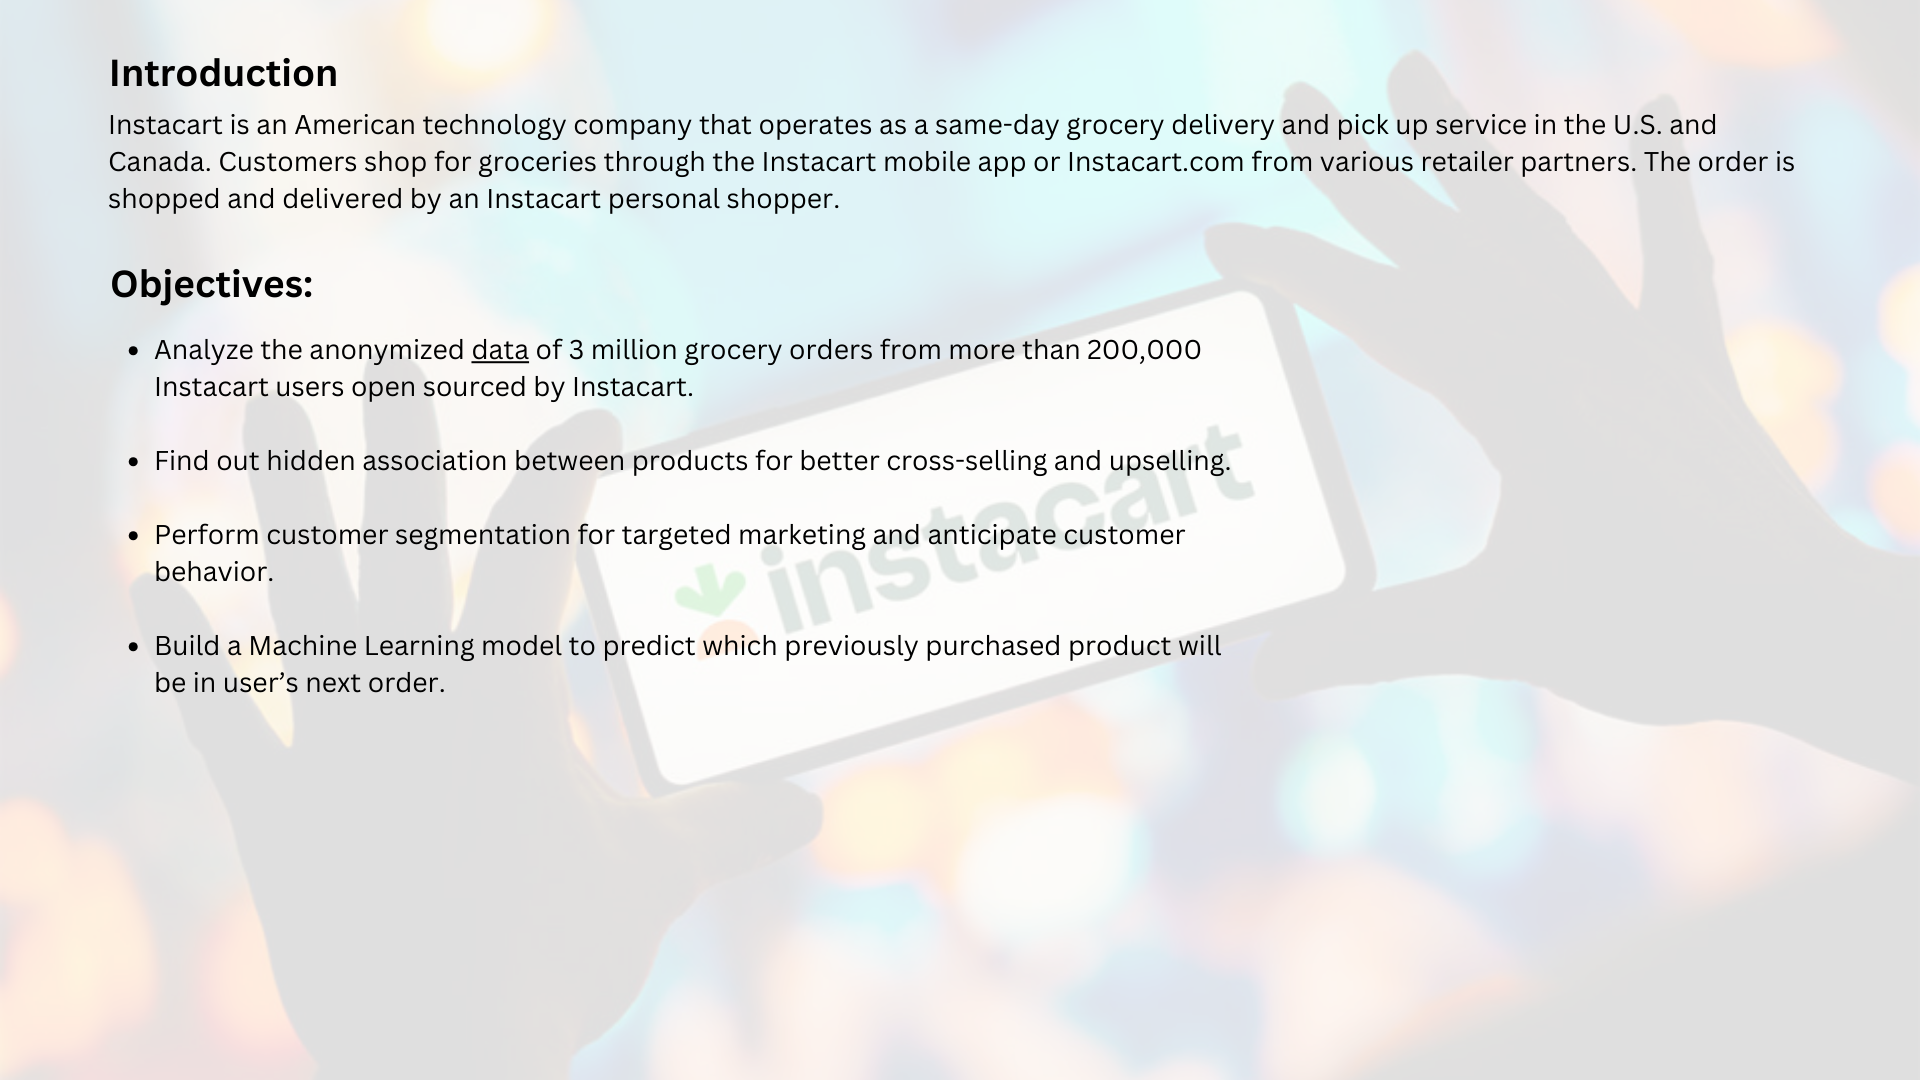 Introduction
Instacart is an American technology company that operates as a same-day grocery delivery and pick up service in the U.S. and
Canada. Customers shop for groceries through the Instacart mobile app or Instacart.com from various retailer partners. The order is
shopped and delivered by an Instacart personal shopper.
Objectives:
• Analyze the anonymized data of 3 million grocery orders from more than 200,000
Instacart users open sourced by Instacart.
• Find out hidden association between products for better cross-selling and upselling.
• Perform customer segmentation for targeted marketing and anticipate customer
behavior.
• Build a Machine Learning model to predict which previously purchased product will
be in user’s next order.
instacart